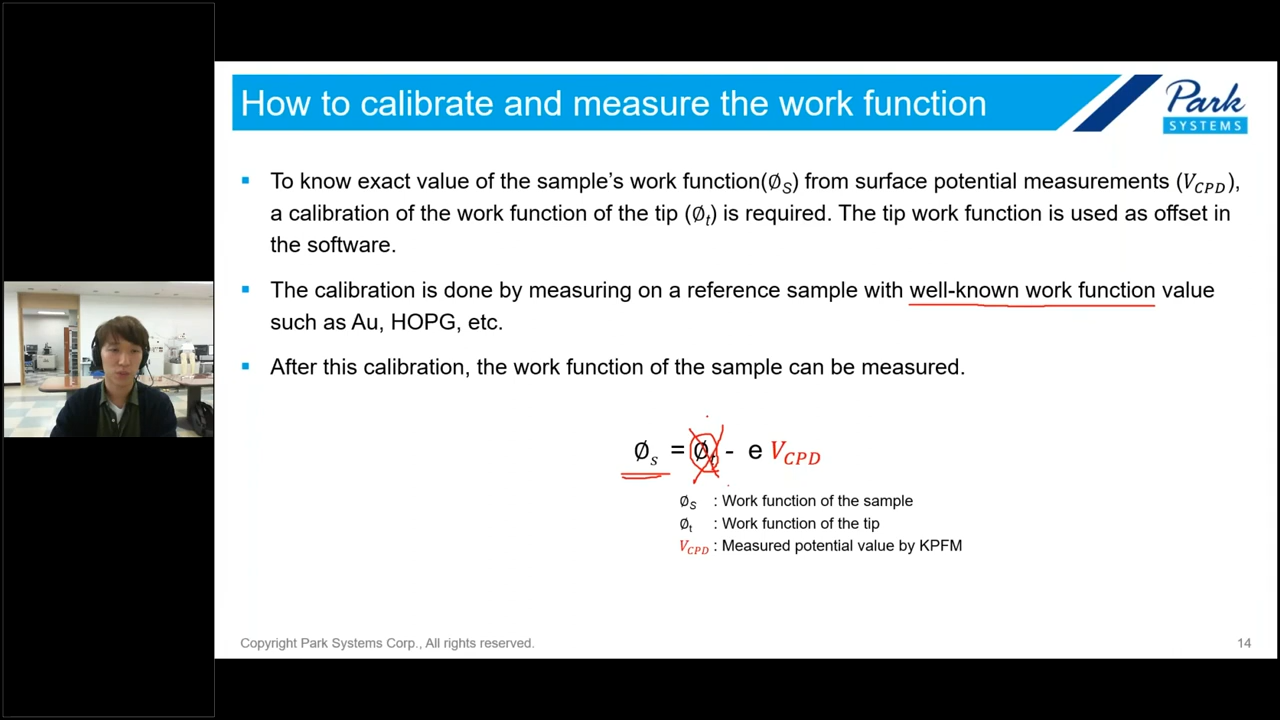 How to calibrate and measure the work function
Park
SYSTEMS
▪ To know exact value of the sample's work function(∅S) from surface potential measurements (VCPD),
a calibration of the work function of the tip (∅t) is required. The tip work function is used as offset in
the software.
▪ The calibration is done by measuring on a reference sample with well-known work function value
such as Au, HOPG, etc.
▪ After this calibration, the work function of the sample can be measured.
∅s = ∅t - e VCPD
∅S : Work function of the sample
∅t : Work function of the tip
VCPD : Measured potential value by KPFM
Copyright Park Systems Corp., All rights reserved.
14